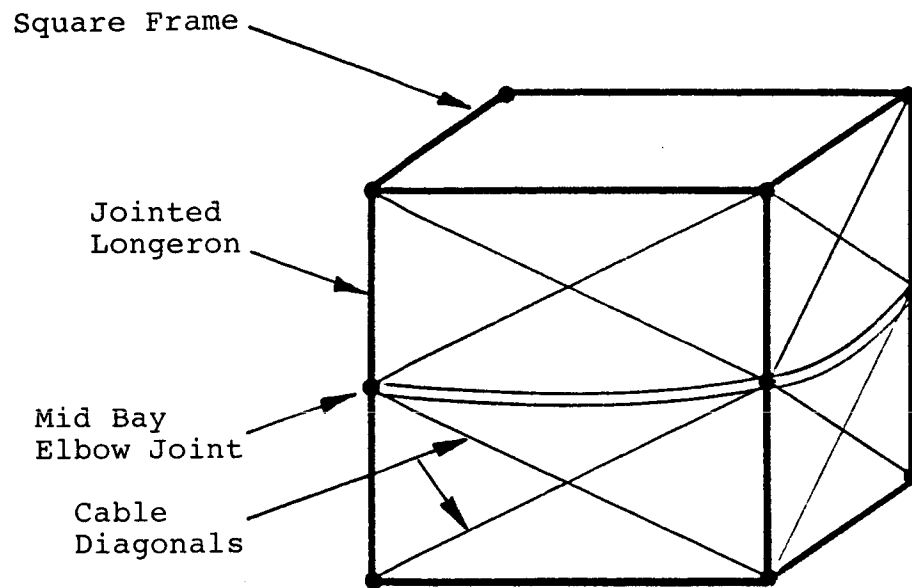 Square Frame
Jointed
Longeron
Mid Bay
Elbow Joint
Cable
Diagonals